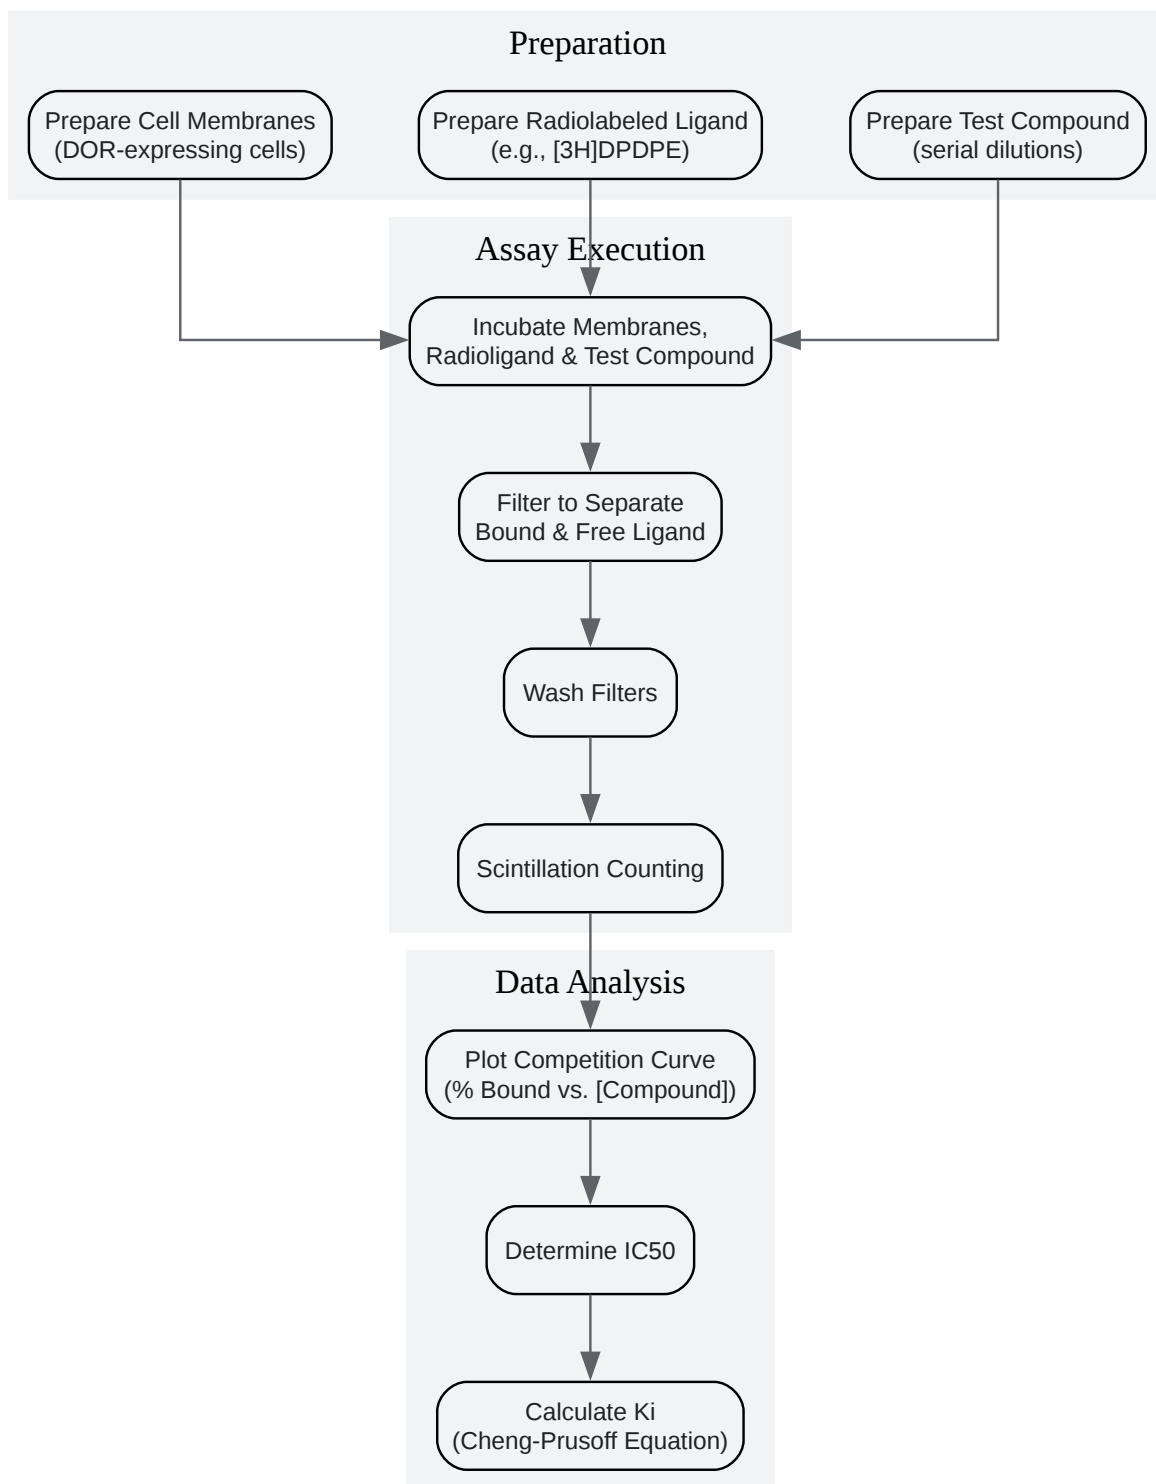 Preparation
Prepare Cell Membranes
(DOR-expressing cells)
Prepare Radiolabeled Ligand
(e.g., [3H]DPDPE)
Prepare Test Compound
(serial dilutions)
Assay Execution
Incubate Membranes,
Radioligand & Test Compound
Filter to Separate
Bound & Free Ligand
Wash Filters
Scintillation Counting
Data Analysis
Plot Competition Curve
(% Bound vs. [Compound])
Determine IC50
Calculate Ki
(Cheng-Prusoff Equation)